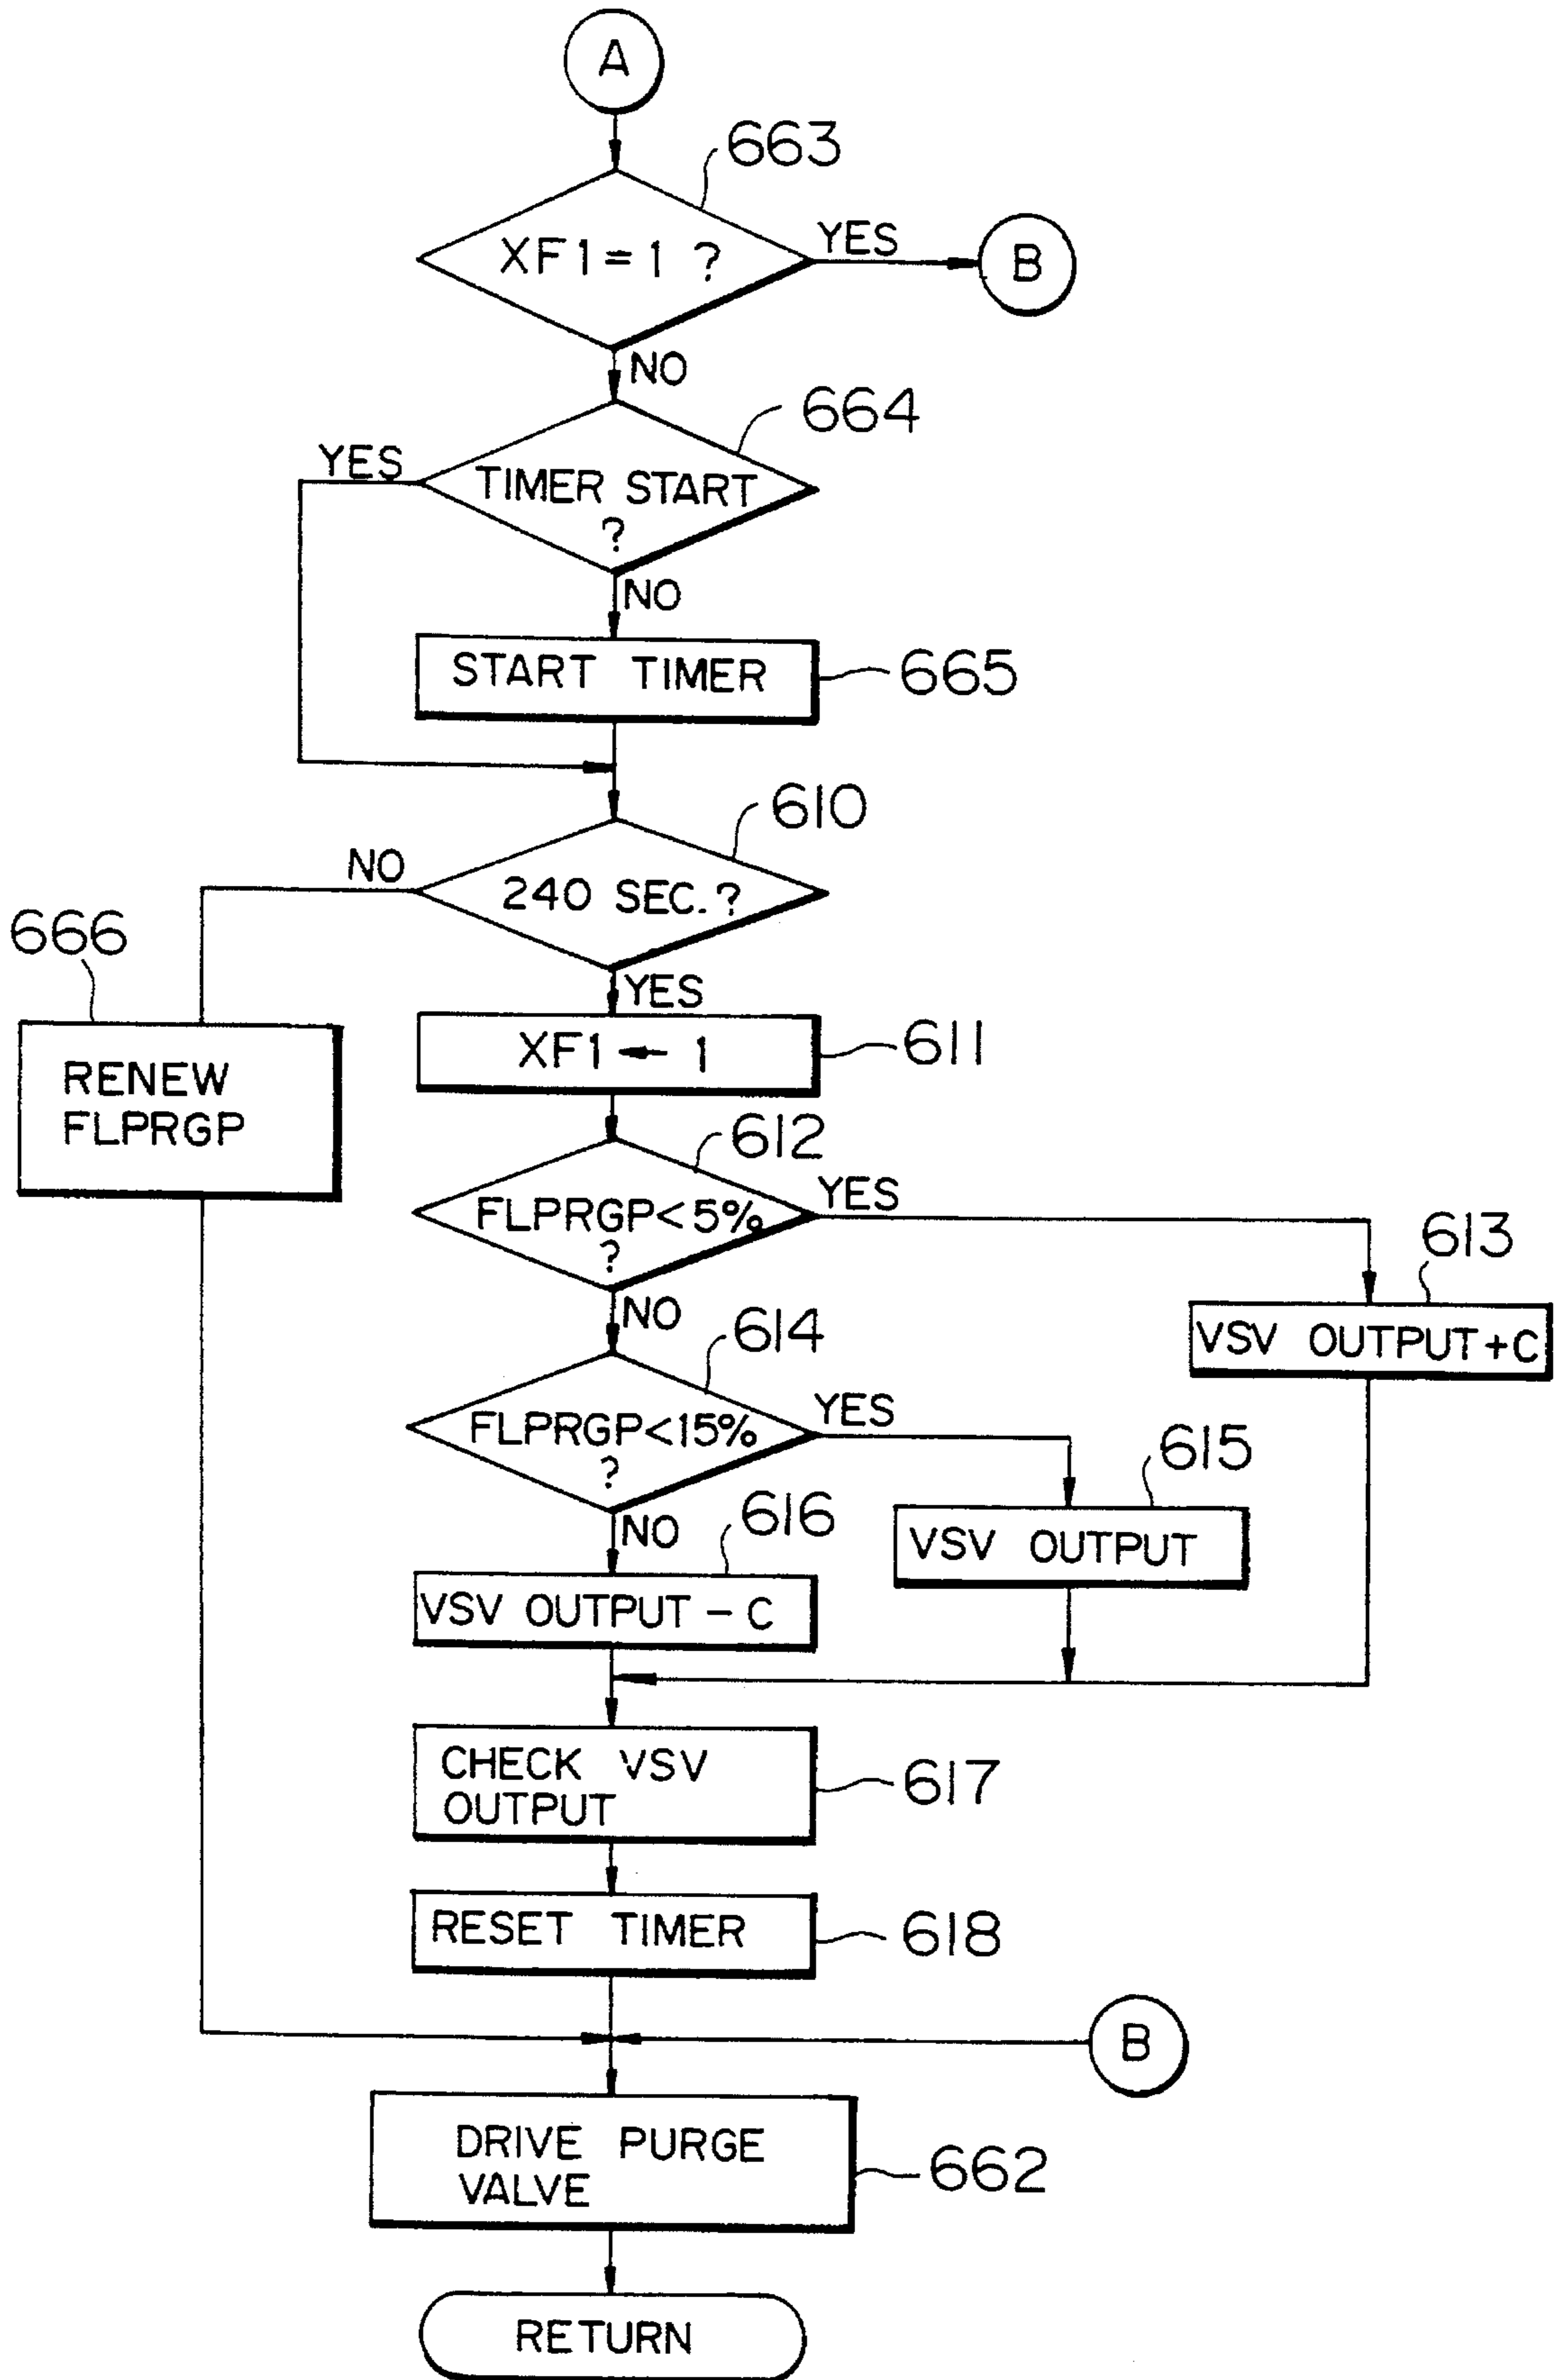 A
663
XF1=1 ?
YES
B
NO
664
YES
TIMER START
?
NO
START TIMER
665
610
NO
240 SEC.?
666
YES
RENEW
FLPRGP
XF1 ← 1
611
612
FLPRGP<5%
?
YES
613
NO
VSV OUTPUT+C
614
FLPRGP<15%
?
YES
615
NO
616
VSV OUTPUT
VSV OUTPUT – C
CHECK VSV
OUTPUT
617
RESET TIMER
618
B
DRIVE PURGE
VALVE
662
RETURN